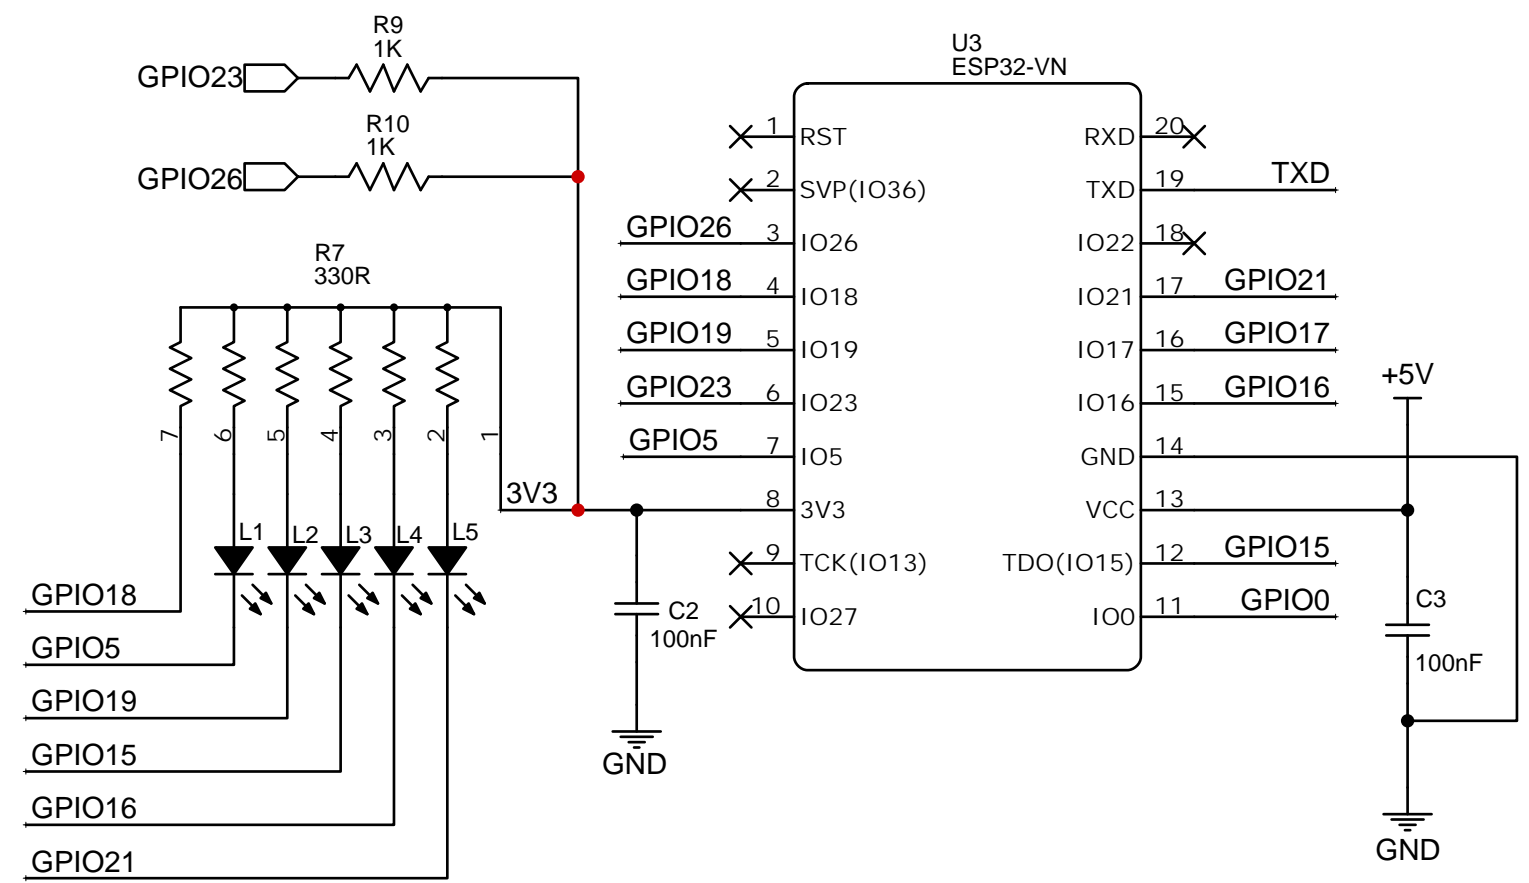 R9
1K
GPIO23
R10
1K
GPIO26
R7
330R
7 6 5 4 3 2 1
3V3
L1 L2 L3 L4 L5
GPIO18
GPIO5
GPIO19
GPIO15
GPIO16
GPIO21
C2
100nF
GND
U3
ESP32-VN
1 RST RXD 20
2 SVP(IO36) TXD 19 TXD
GPIO26 3 IO26 IO22 18
GPIO18 4 IO18 IO21 17 GPIO21
GPIO19 5 IO19 IO17 16 GPIO17
GPIO23 6 IO23 IO16 15 GPIO16
GPIO5 7 IO5 GND 14
8 3V3 VCC 13
9 TCK(IO13) TDO(IO15) 12 GPIO15
10 IO27 IO0 11 GPIO0
+5V
C3
100nF
GND